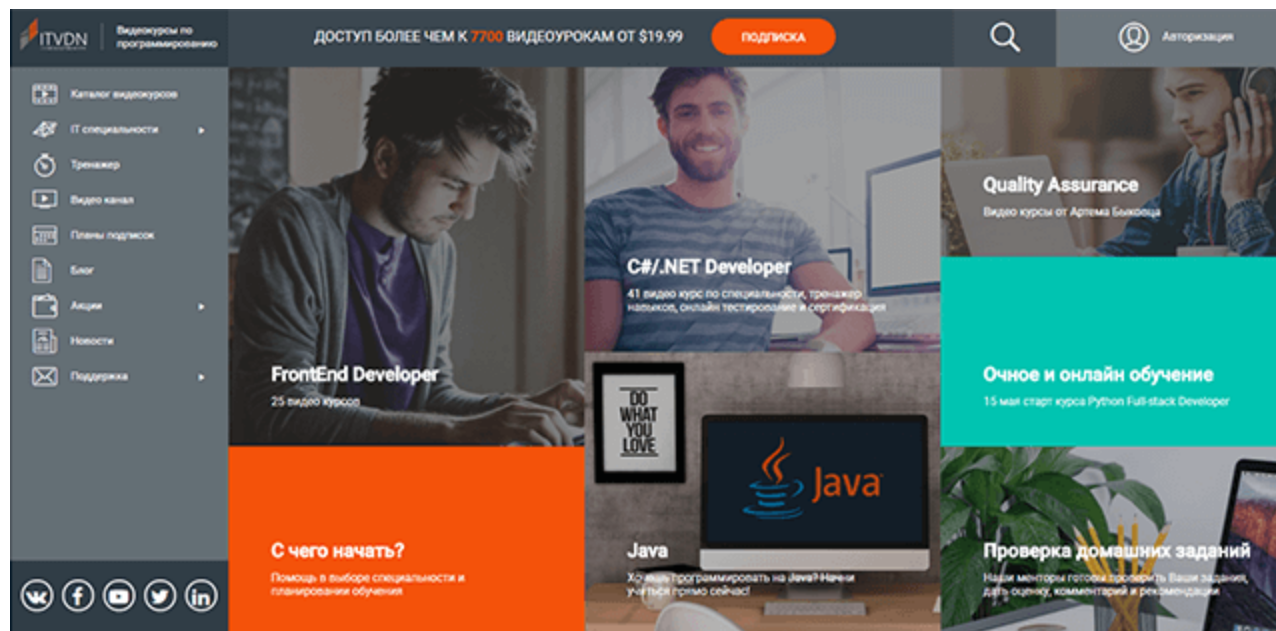 ITVDN
Видеокурсы по
программированию
ДОСТУП БОЛЕЕ ЧЕМ К 7700 ВИДЕОУРОКАМ ОТ $19.99
ПОДПИСКА
Авторизация
Каталог видеокурсов
IT специальности
Тренажер
Видео канал
Планы подписок
Блог
Акции
Новости
Поддержка
FrontEnd Developer
25 видео курсов
C#/.NET Developer
41 видео курс по специальности, тренажер
навыков, онлайн тестирование и сертификация
Quality Assurance
Видео курсы от Артема Быковца
Очное и онлайн обучение
15 мая старт курса Python Full-stack Developer
С чего начать?
Помощь в выборе специальности и
планировании обучения
DO
WHAT
YOU
LOVE
Java
Java
Хочешь программировать на Java? Начни
учиться прямо сейчас!
Проверка домашних заданий
Наши менторы готовы проверить Ваши задания,
дать оценку, комментарий и рекомендации